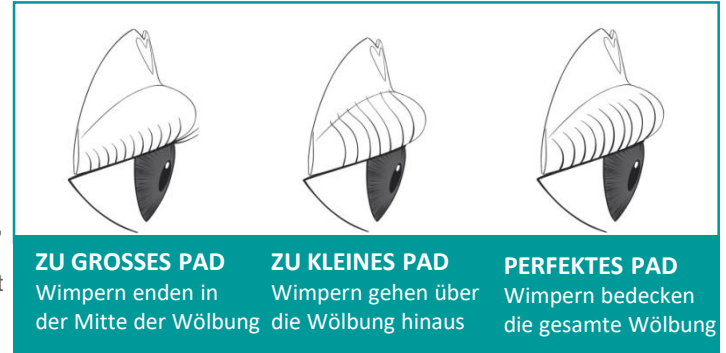 ZU GROSSES PAD
Wimpern enden in
der Mitte der Wölbung
ZU KLEINES PAD
Wimpern gehen über
die Wölbung hinaus
PERFEKTES PAD
Wimpern bedecken
die gesamte Wölbung